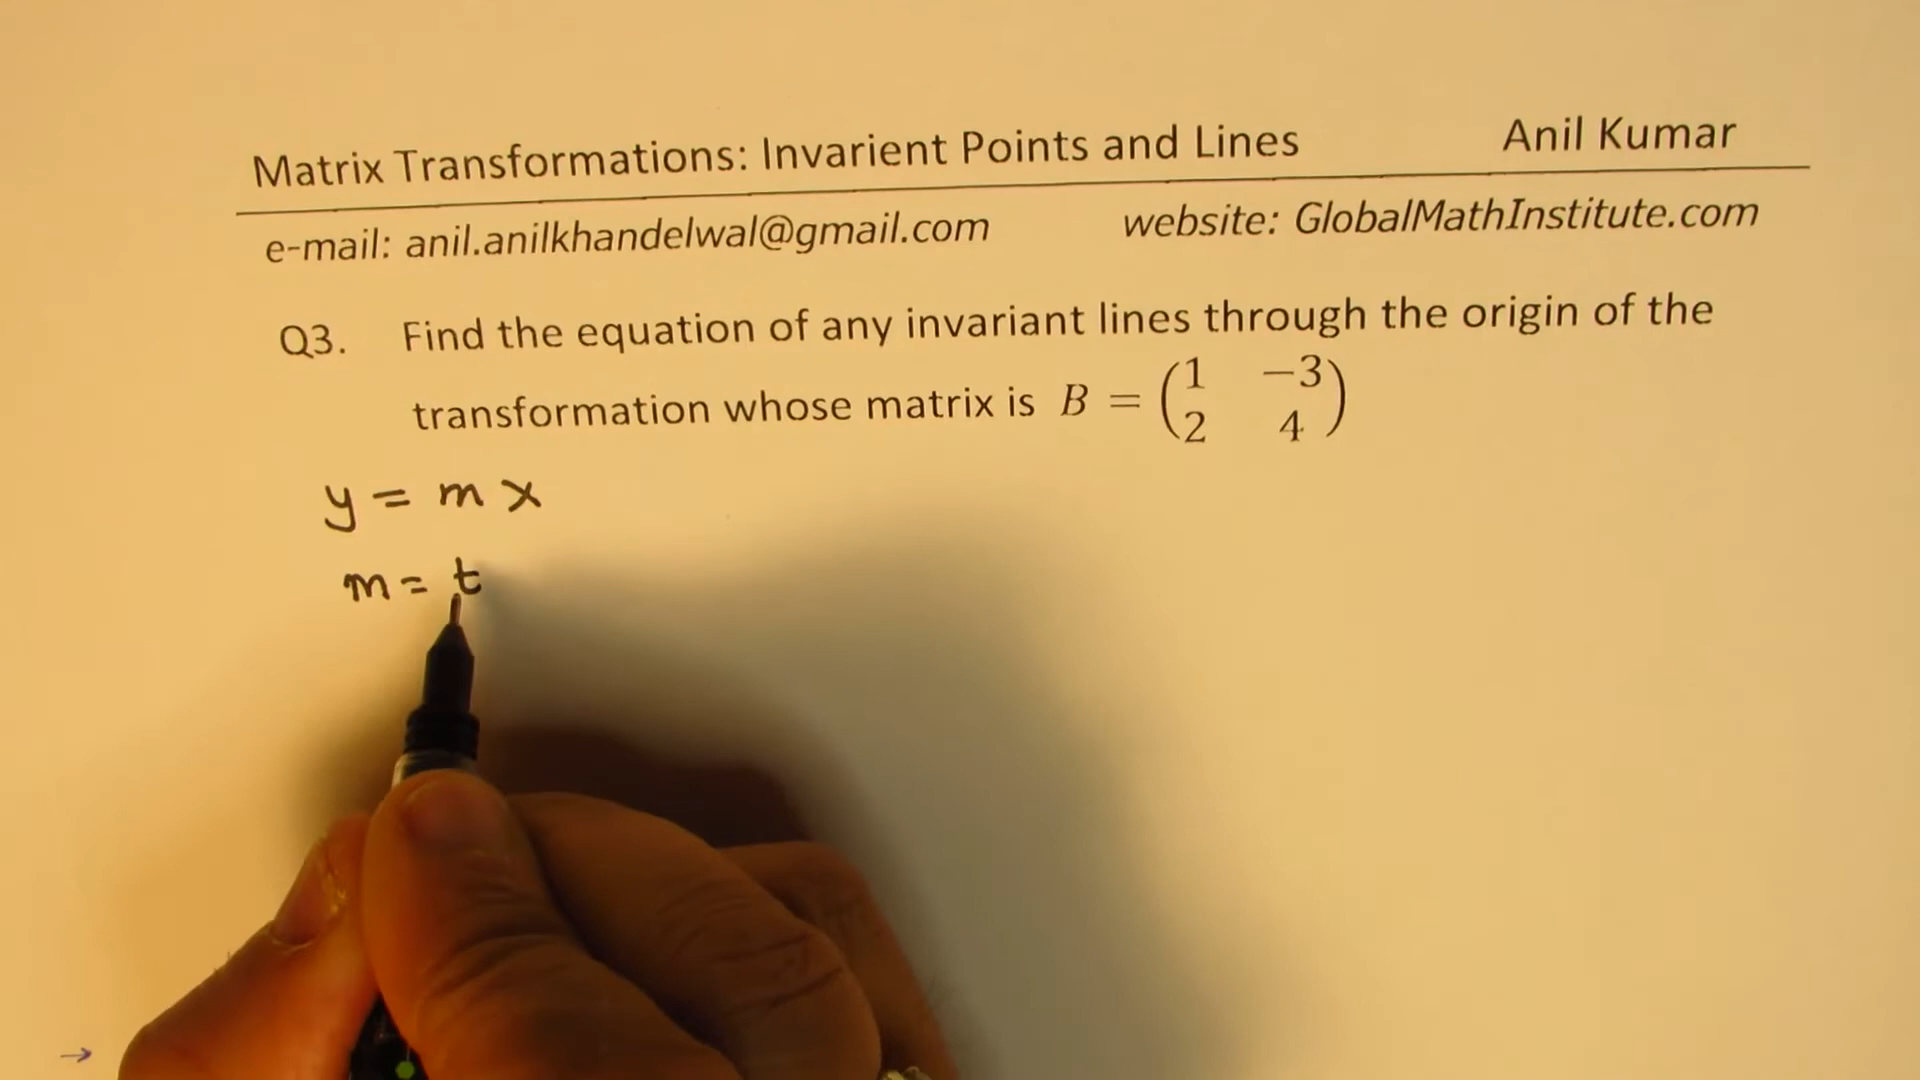 Matrix Transformations: Invarient Points and Lines Anil Kumar
e-mail: anil.anilkhandelwal@gmail.com website: GlobalMathInstitute.com
Q3. Find the equation of any invariant lines through the origin of the
transformation whose matrix is B = (1 -3
2 4)
y = m x
m = t